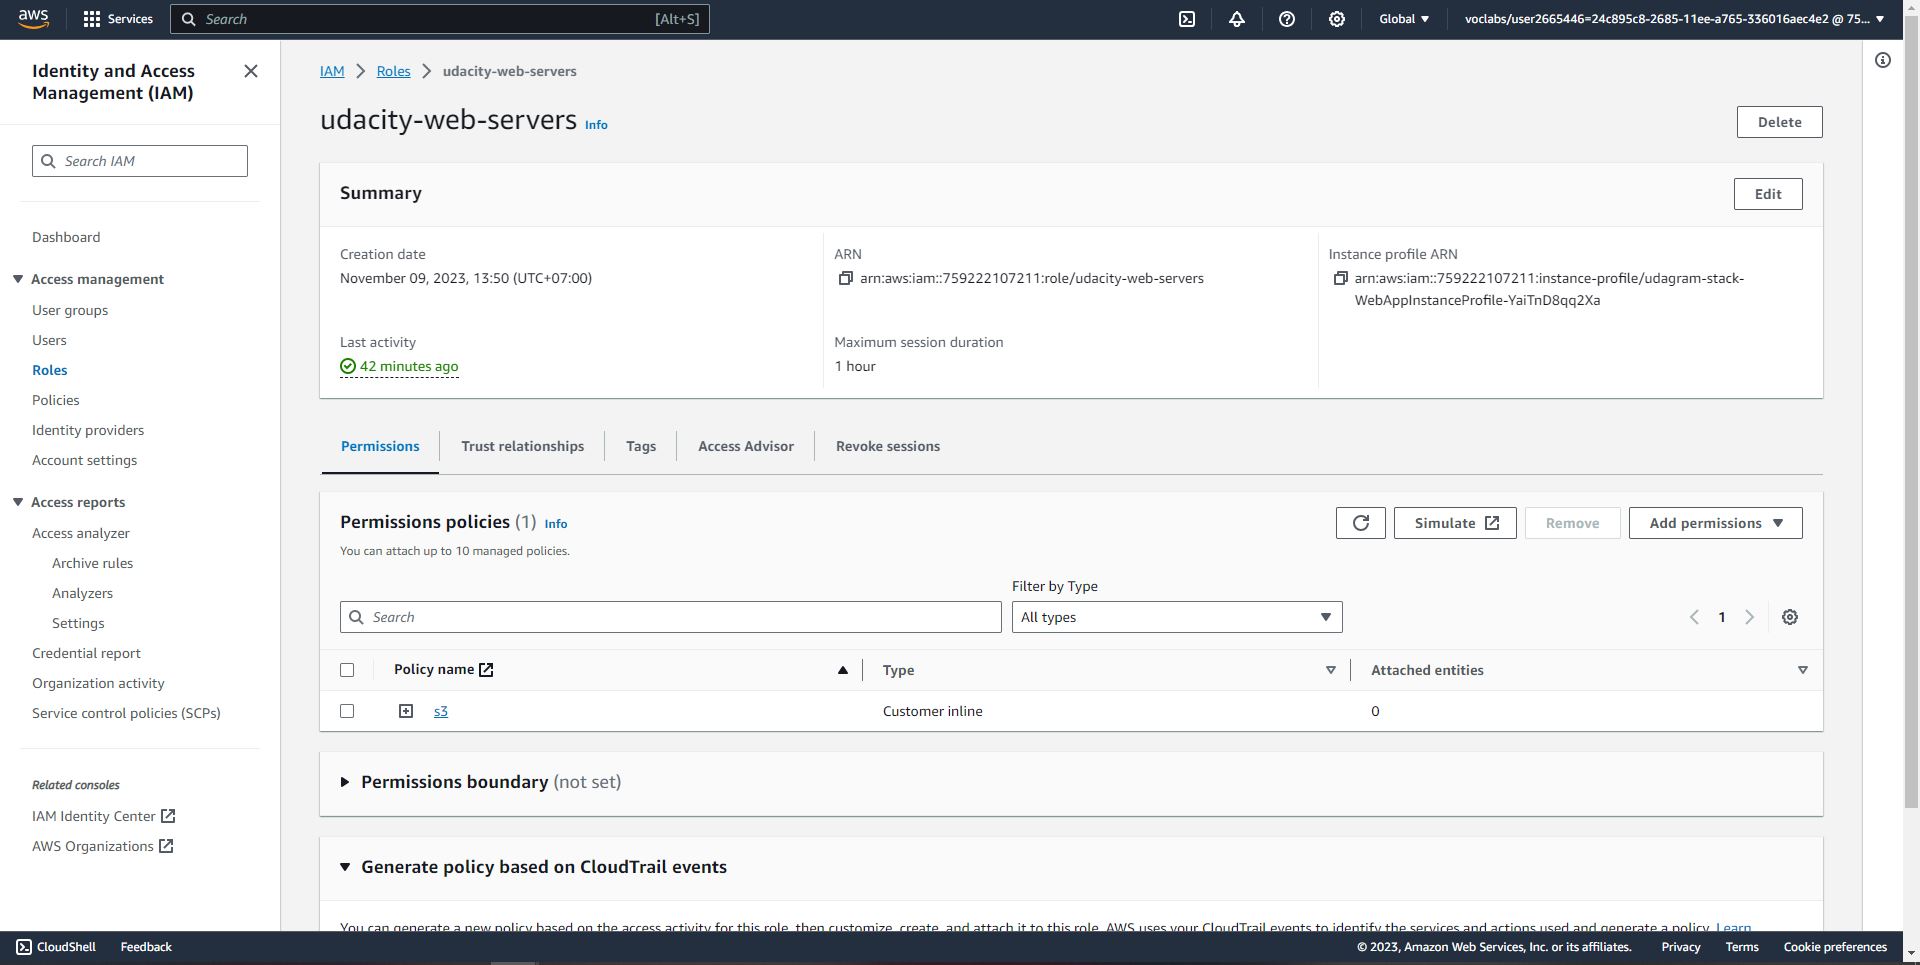 aws
Services
Search
[Alt+S]
Global
voclabs/user2665446=24c895c8-2685-11ee-a765-336016aec4e2 @ 75...
Identity and Access
Management (IAM)
Search IAM
Dashboard
Access management
User groups
Users
Roles
Policies
Identity providers
Account settings
Access reports
Access analyzer
Archive rules
Analyzers
Settings
Credential report
Organization activity
Service control policies (SCPs)
Related consoles
IAM Identity Center
AWS Organizations
IAM
Roles
udacity-web-servers
udacity-web-servers
Info
Delete
Summary
Edit
Creation date
November 09, 2023, 13:50 (UTC+07:00)
ARN
arn:aws:iam::759222107211:role/udacity-web-servers
Instance profile ARN
arn:aws:iam::759222107211:instance-profile/udagram-stack-
WebAppInstanceProfile-YaiTnD8qq2Xa
Last activity
42 minutes ago
Maximum session duration
1 hour
Permissions
Trust relationships
Tags
Access Advisor
Revoke sessions
Permissions policies (1) Info
Simulate
Remove
Add permissions
You can attach up to 10 managed policies.
Filter by Type
Search
All types
1
Policy name
Type
Attached entities
s3
Customer inline
0
Permissions boundary (not set)
Generate policy based on CloudTrail events
You can generate a new policy based on the access activity for this role, then customize, create, and attach it to this role. AWS uses your CloudTrail events to identify the services and actions used and generate a policy. Learn
CloudShell
Feedback
© 2023, Amazon Web Services, Inc. or its affiliates.
Privacy
Terms
Cookie preferences